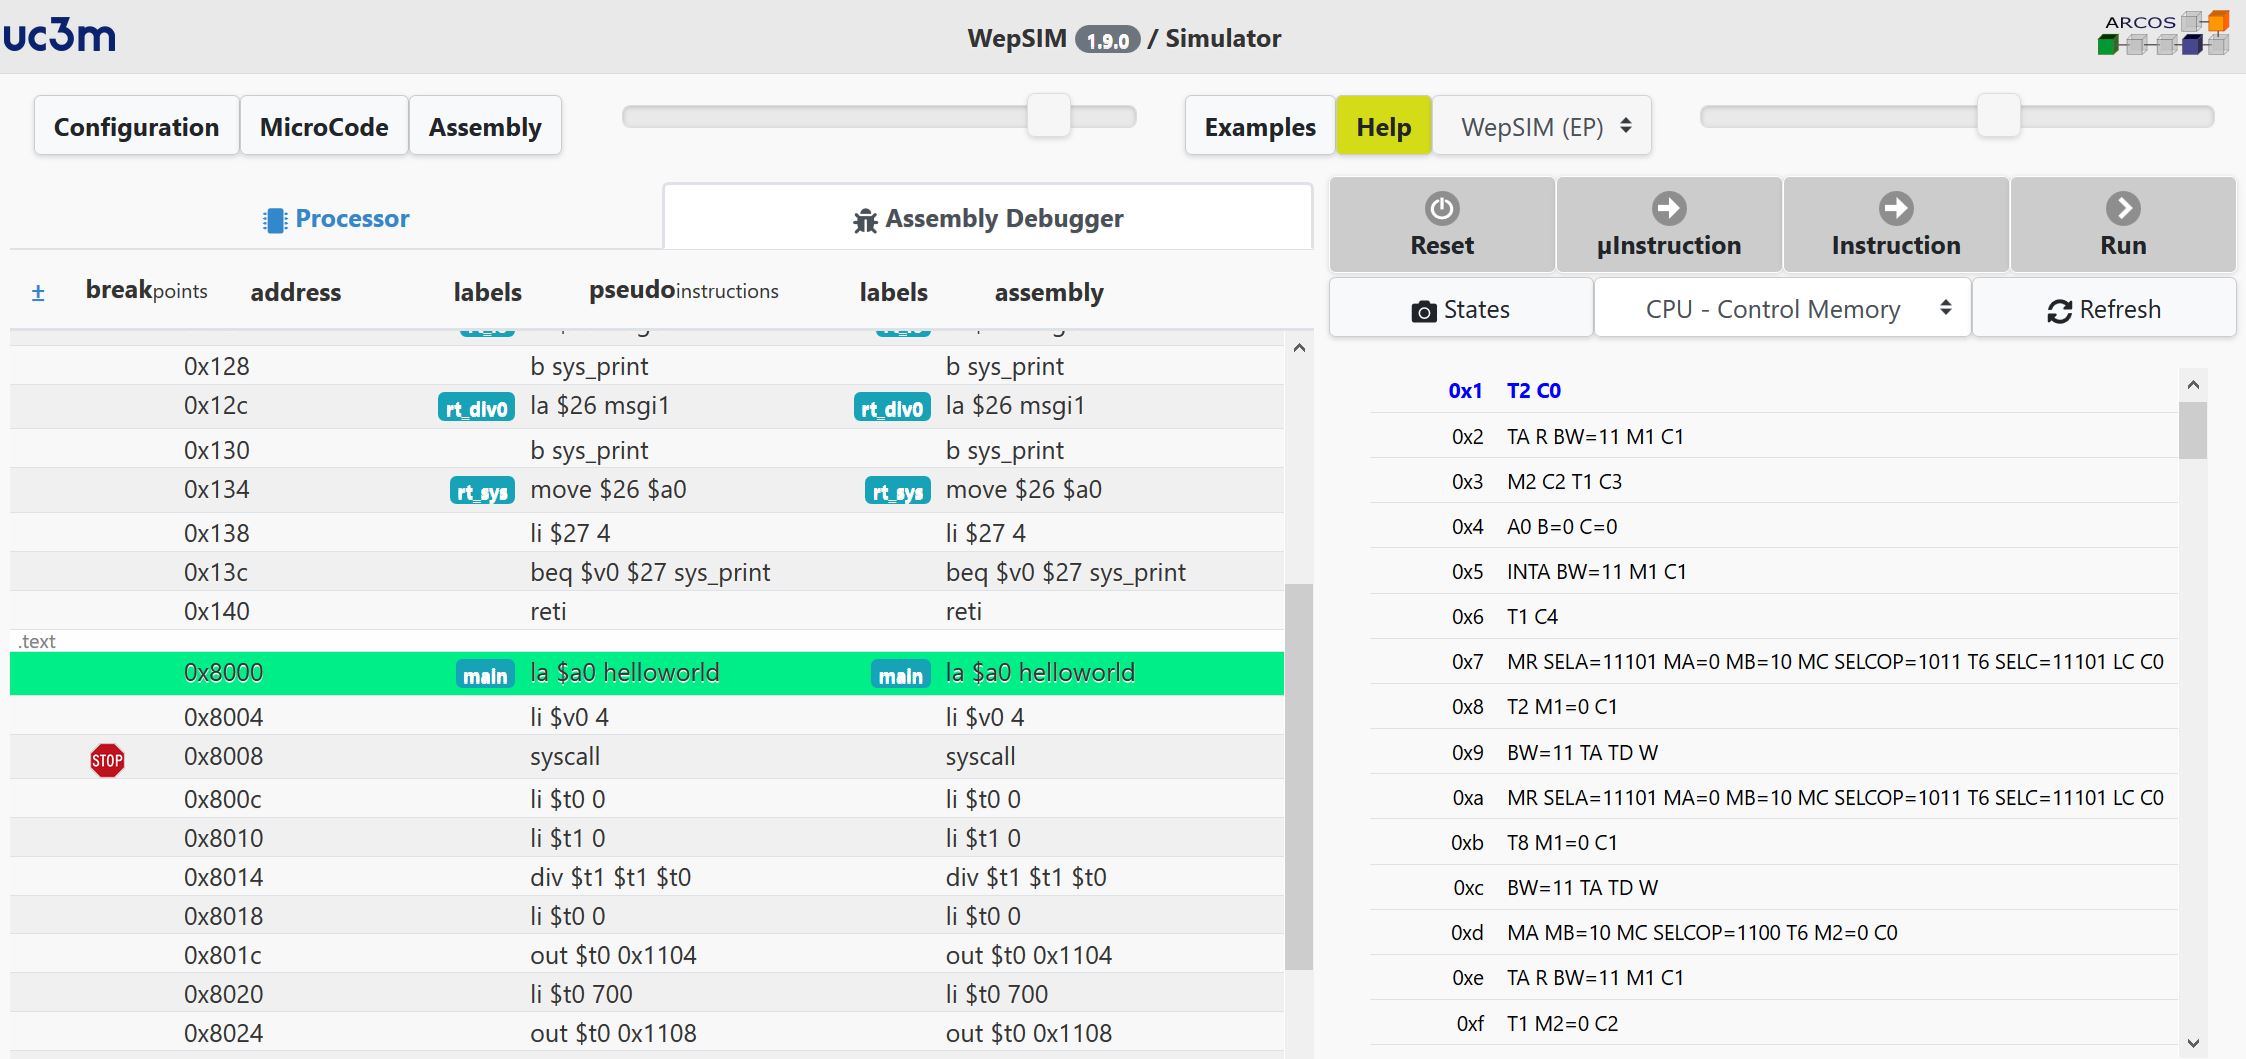 uc3m
WepSIM 1.9.0 / Simulator
ARCOS
Configuration MicroCode Assembly
Examples Help WepSIM (EP)
Processor
Assembly Debugger
Reset µInstruction Instruction Run
± breakpoints address labels pseudoinstructions labels assembly
States CPU - Control Memory Refresh
0x128 b sys_print b sys_print
0x12c rt_div0 la $26 msgi1 rt_div0 la $26 msgi1
0x130 b sys_print b sys_print
0x134 rt_sys move $26 $a0 rt_sys move $26 $a0
0x138 li $27 4 li $27 4
0x13c beq $v0 $27 sys_print beq $v0 $27 sys_print
0x140 reti reti
.text
0x8000 main la $a0 helloworld main la $a0 helloworld
0x8004 li $v0 4 li $v0 4
STOP 0x8008 syscall syscall
0x800c li $t0 0 li $t0 0
0x8010 li $t1 0 li $t1 0
0x8014 div $t1 $t1 $t0 div $t1 $t1 $t0
0x8018 li $t0 0 li $t0 0
0x801c out $t0 0x1104 out $t0 0x1104
0x8020 li $t0 700 li $t0 700
0x8024 out $t0 0x1108 out $t0 0x1108
0x1 T2 C0
0x2 TA R BW=11 M1 C1
0x3 M2 C2 T1 C3
0x4 A0 B=0 C=0
0x5 INTA BW=11 M1 C1
0x6 T1 C4
0x7 MR SELA=11101 MA=0 MB=10 MC SELCOP=1011 T6 SELC=11101 LC C0
0x8 T2 M1=0 C1
0x9 BW=11 TA TD W
0xa MR SELA=11101 MA=0 MB=10 MC SELCOP=1011 T6 SELC=11101 LC C0
0xb T8 M1=0 C1
0xc BW=11 TA TD W
0xd MA MB=10 MC SELCOP=1100 T6 M2=0 C0
0xe TA R BW=11 M1 C1
0xf T1 M2=0 C2